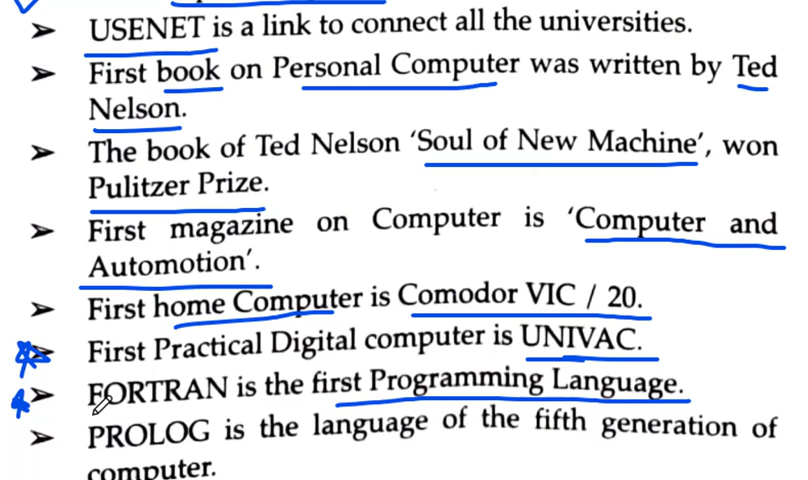 ➤ USENET is a link to connect all the universities.
➤ First book on Personal Computer was written by Ted
Nelson.
➤ The book of Ted Nelson ‘Soul of New Machine’, won
Pulitzer Prize.
➤ First magazine on Computer is ‘Computer and
Automotion’.
➤ First home Computer is Comodor VIC / 20.
➤ First Practical Digital computer is UNIVAC.
➤ FORTRAN is the first Programming Language.
➤ PROLOG is the language of the fifth generation of
computer.